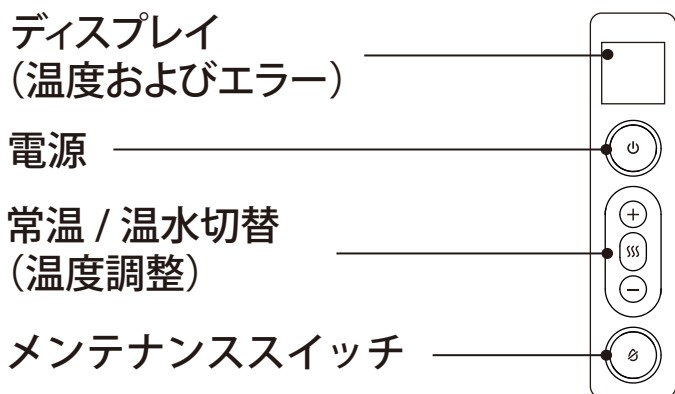 ディスプレイ
（温度およびエラー）
電源
常温 / 温水切替
（温度調整）
メンテナンススイッチ